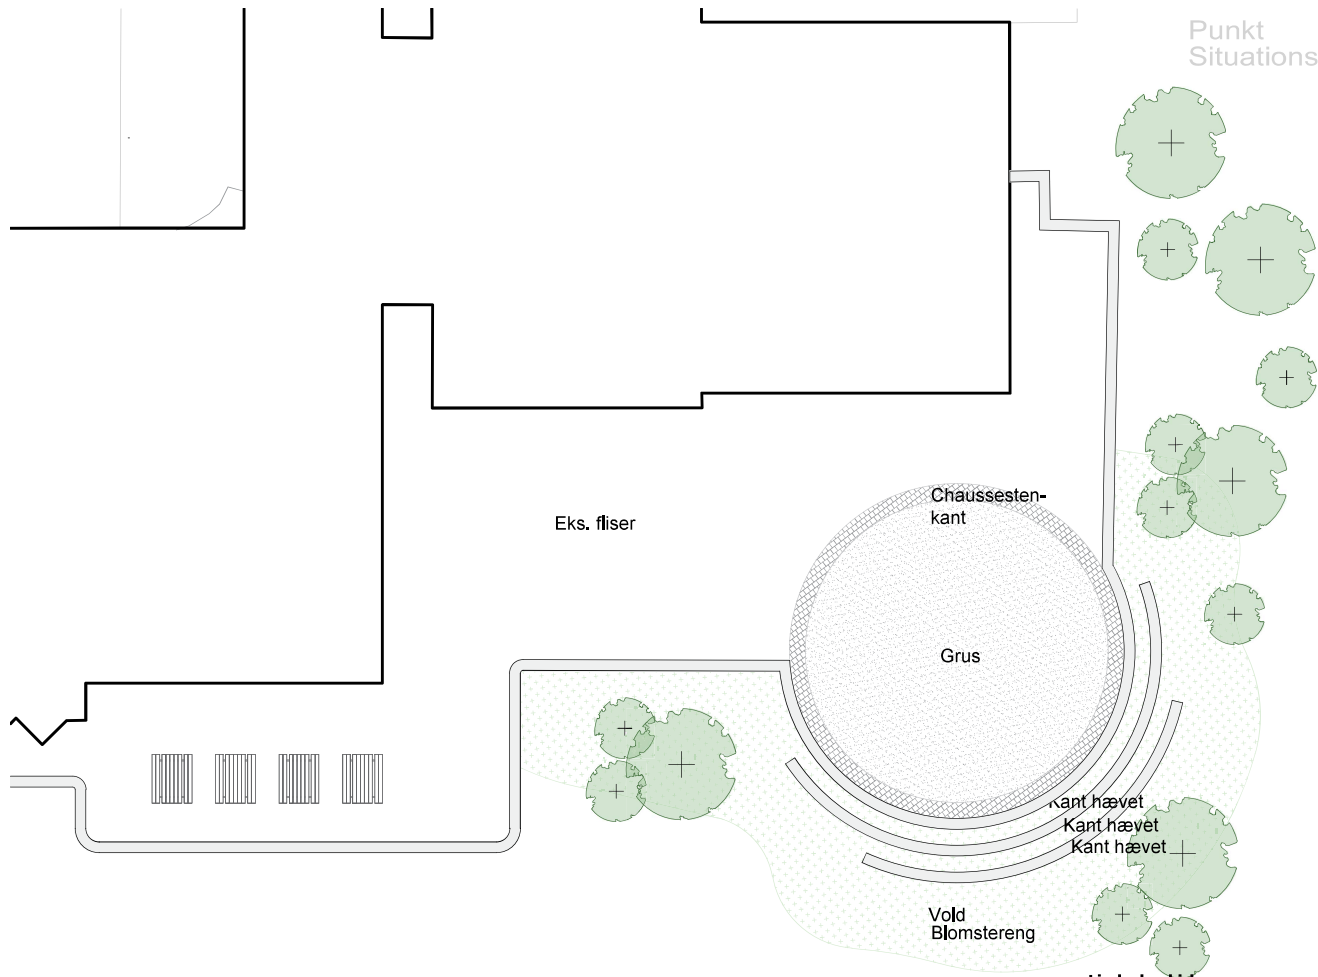 Punkt
Situations
Chaussesten-
kant
Eks. fliser
Grus
Kant hævet
Kant hævet
Kant hævet
Vold
Blomstereng